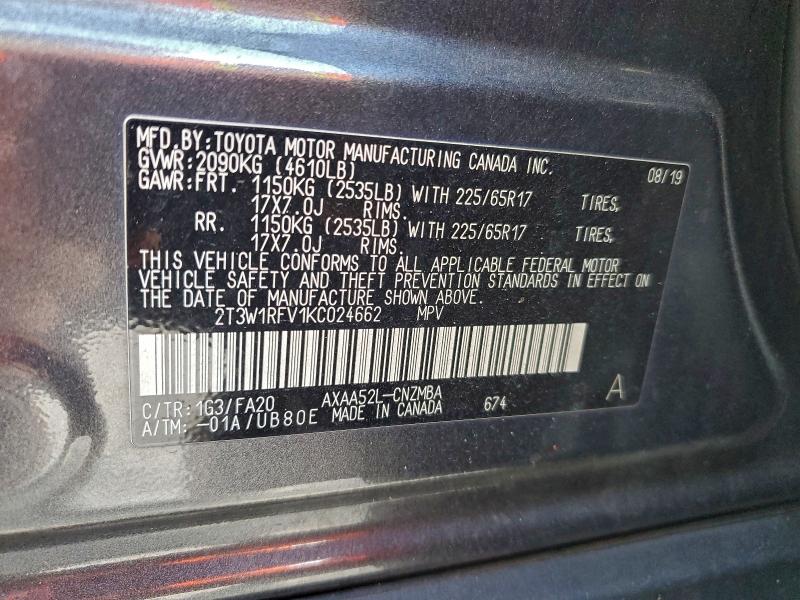 MFD.BY:TOYOTA MOTOR MANUFACTURING CANADA INC.
GVWR:2090KG (4610LB) 08/19
GAWR:FRT. 1150KG (2535LB) WITH 225/65R17 TIRES,
17X7.0J RIMS.
RR. 1150KG (2535LB) WITH 225/65R17 TIRES,
17X7.0J RIMS.
THIS VEHICLE CONFORMS TO ALL APPLICABLE FEDERAL MOTOR
VEHICLE SAFETY AND THEFT PREVENTION STANDARDS IN EFFECT ON
THE DATE OF MANUFACTURE SHOWN ABOVE.
2T3W1RFV1KC024662 MPV
C/TR:1G3/FA20 AXAA52L-CNZMBA A
A/TM:-01A/UB80E MADE IN CANADA 674